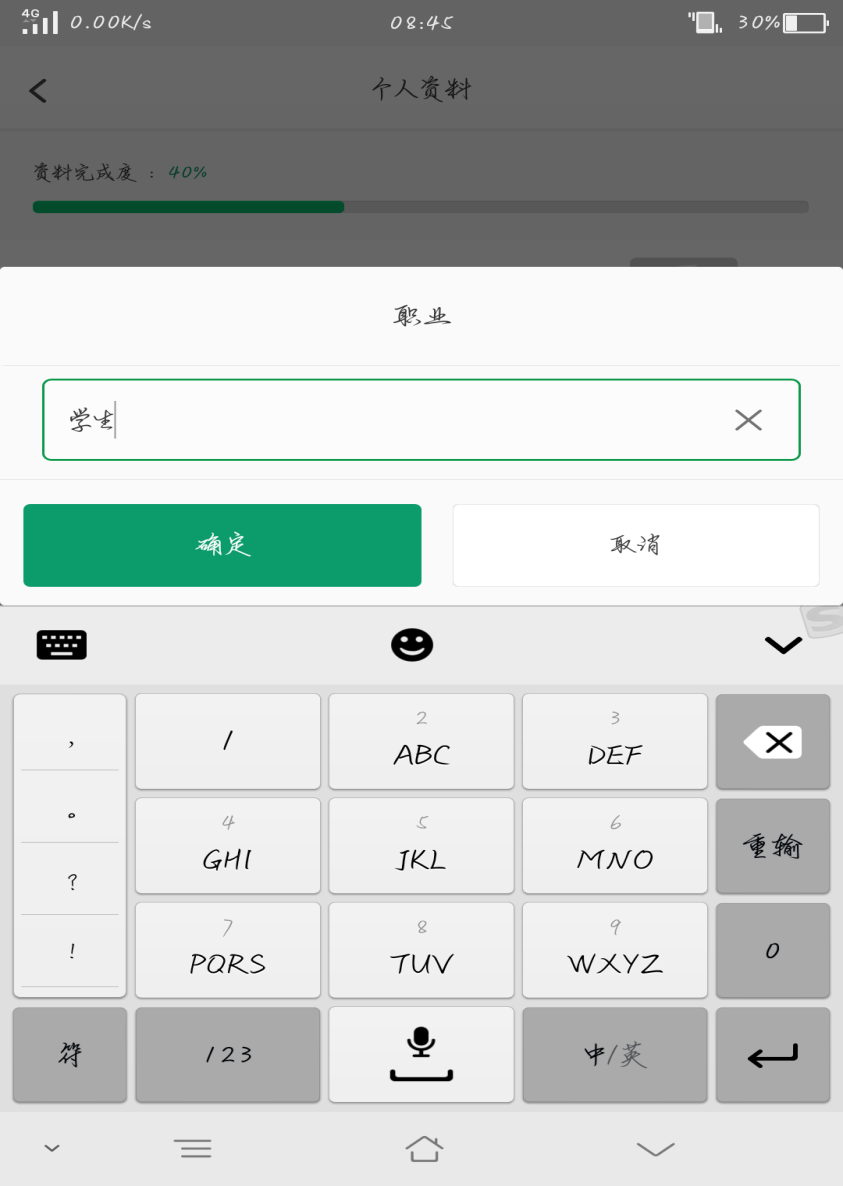 4G 0.00K/s 08:45 30%
个人资料
资料完成度 : 40%
职业
学生
确定 取消
, 1 2 ABC 3 DEF
。 4 GHI 5 JKL 6 MNO 重输
? 7 PQRS 8 TUV 9 WXYZ 0
!
符 123 中/英